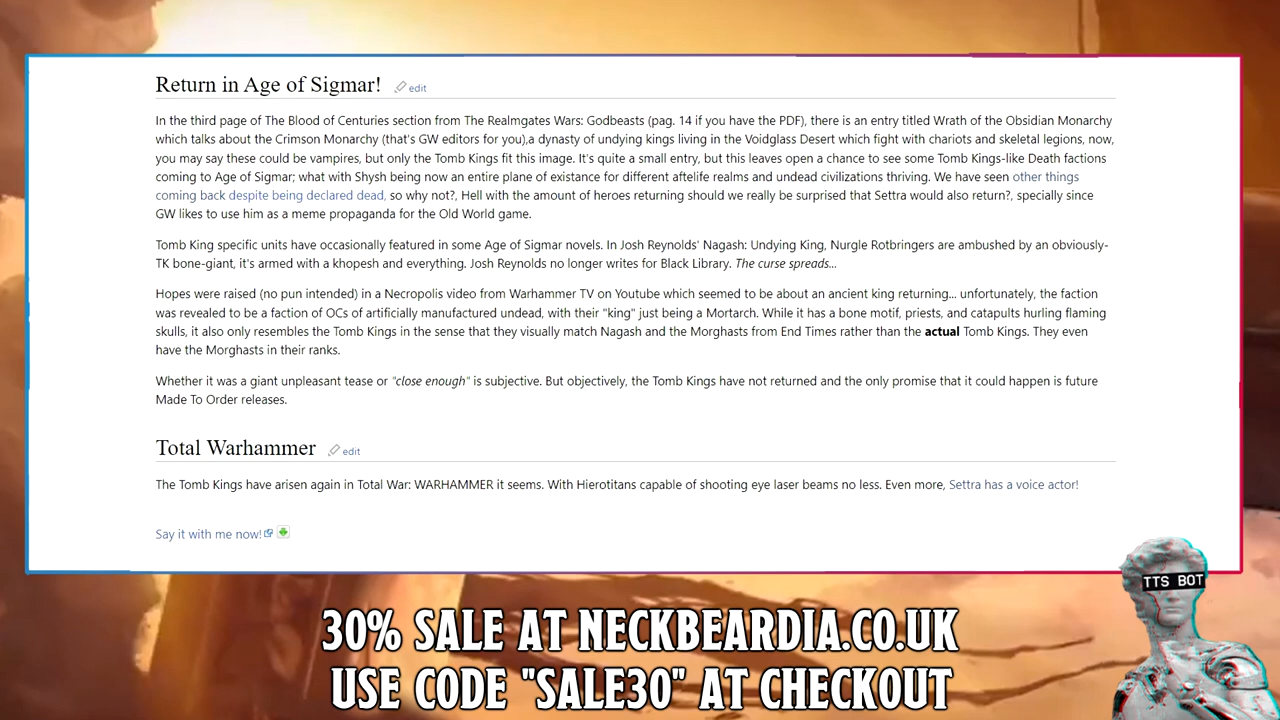 Return in Age of Sigmar! edit
In the third page of The Blood of Centuries section from The Realmgates Wars: Godbeasts (pag. 14 if you have the PDF), there is an entry titled Wrath of the Obsidian Monarchy
which talks about the Crimson Monarchy (that's GW editors for you),a dynasty of undying kings living in the Voidglass Desert which fight with chariots and skeletal legions, now,
you may say these could be vampires, but only the Tomb Kings fit this image. It's quite a small entry, but this leaves open a chance to see some Tomb Kings-like Death factions
coming to Age of Sigmar; what with Shysh being now an entire plane of existance for different aftelife realms and undead civilizations thriving. We have seen other things
coming back despite being declared dead, so why not?, Hell with the amount of heroes returning should we really be surprised that Settra would also return?, specially since
GW likes to use him as a meme propaganda for the Old World game.
Tomb King specific units have occasionally featured in some Age of Sigmar novels. In Josh Reynolds' Nagash: Undying King, Nurgle Rotbringers are ambushed by an obviously-
TK bone-giant, it's armed with a khopesh and everything. Josh Reynolds no longer writes for Black Library. The curse spreads...
Hopes were raised (no pun intended) in a Necropolis video from Warhammer TV on Youtube which seemed to be about an ancient king returning... unfortunately, the faction
was revealed to be a faction of OCs of artificially manufactured undead, with their "king" just being a Mortarch. While it has a bone motif, priests, and catapults hurling flaming
skulls, it also only resembles the Tomb Kings in the sense that they visually match Nagash and the Morghasts from End Times rather than the actual Tomb Kings. They even
have the Morghasts in their ranks.
Whether it was a giant unpleasant tease or "close enough" is subjective. But objectively, the Tomb Kings have not returned and the only promise that it could happen is future
Made To Order releases.
Total Warhammer edit
The Tomb Kings have arisen again in Total War: WARHAMMER it seems. With Hierotitans capable of shooting eye laser beams no less. Even more, Settra has a voice actor!
Say it with me now!
TTS BOT
30% SALE AT NECKBEARDIA.CO.UK
USE CODE "SALE30" AT CHECKOUT